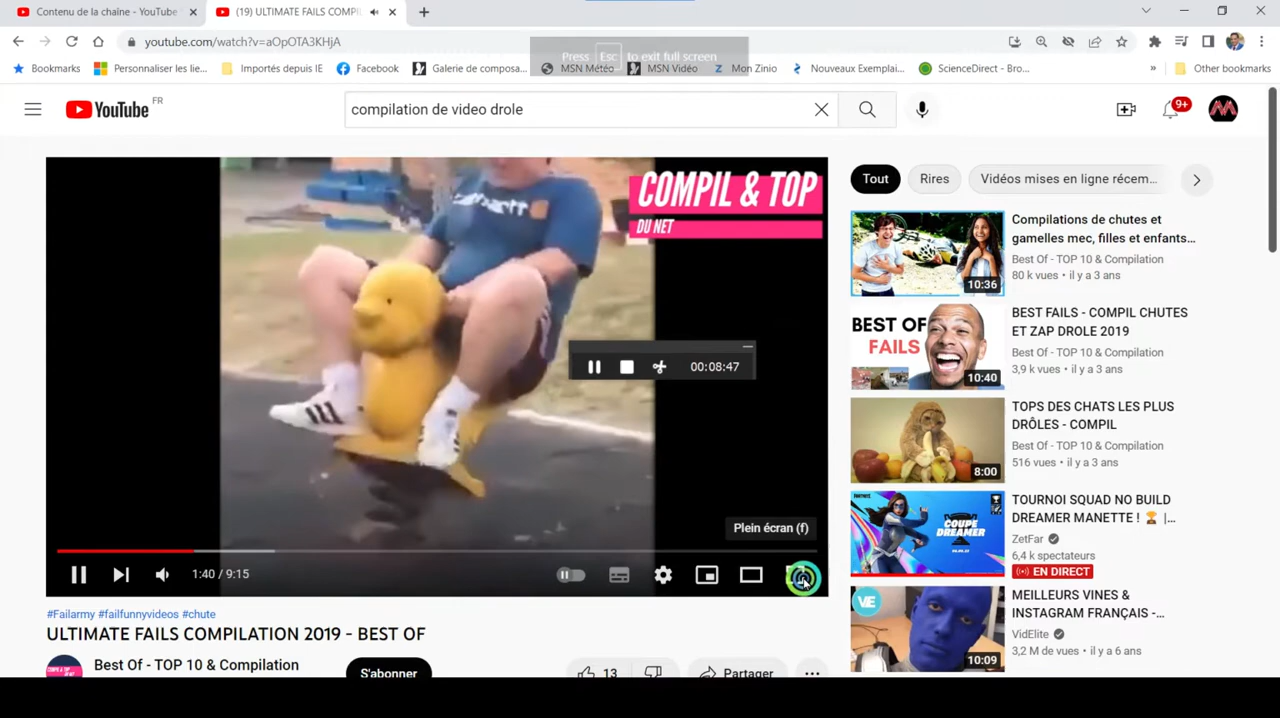 Contenu de la chaîne - YouTube
(19) ULTIMATE FAILS COMPI
youtube.com/watch?v=aOpOTA3KHjA
Press Esc to exit full screen
Bookmarks
Personnaliser les lie...
Importés depuis IE
Facebook
Galerie de composa...
MSN Météo
MSN Vidéo
Mon Zinio
Nouveaux Exemplai...
ScienceDirect - Bro...
»
Other bookmarks
YouTube FR
compilation de video drole
9+
COMPIL & TOP
DU NET
carhartt
00:08:47
Plein écran (f)
1:40 / 9:15
#Failarmy #failfunnyvideos #chute
ULTIMATE FAILS COMPILATION 2019 - BEST OF
Best Of - TOP 10 & Compilation
S'abonner
13
Partager
Tout
Rires
Vidéos mises en ligne récem...
Compilations de chutes et
gamelles mec, filles et enfants...
Best Of - TOP 10 & Compilation
80 k vues • il y a 3 ans
10:36
BEST OF
FAILS
10:40
BEST FAILS - COMPIL CHUTES
ET ZAP DROLE 2019
Best Of - TOP 10 & Compilation
3,9 k vues • il y a 3 ans
8:00
TOPS DES CHATS LES PLUS
DRÔLES - COMPIL
Best Of - TOP 10 & Compilation
516 vues • il y a 3 ans
COUPE
DREAMER
TOURNOI SQUAD NO BUILD
DREAMER MANETTE ! 🏆 |...
ZetFar
6,4 k spectateurs
EN DIRECT
VE
10:09
MEILLEURS VINES &
INSTAGRAM FRANÇAIS -...
VidElite
3,2 M de vues • il y a 6 ans